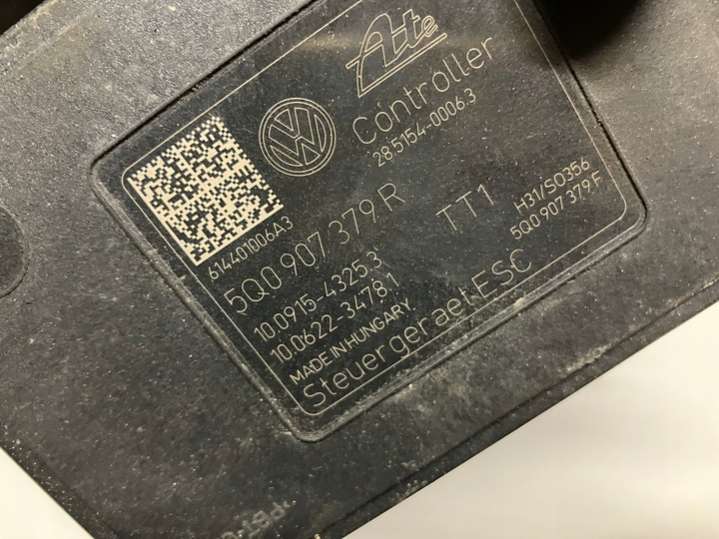 Ate
Controller
28.5154-0006.3
614401006A3
5Q0 907 379 R
TT1
H31/S0356
5Q0 907 379 F
10.0915-4325.3
10.0622-3478.1
MADE IN HUNGARY
Steuergeraet ESC